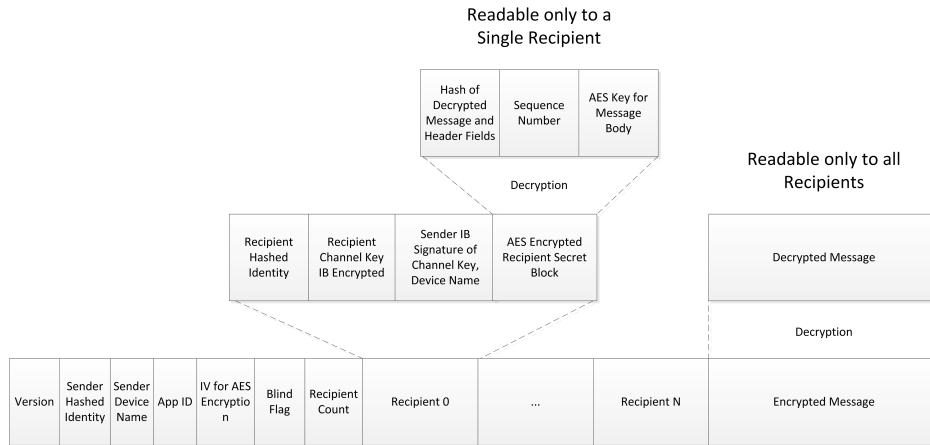 Readable only to a
Single Recipient
Hash of
Decrypted
Message and
Header Fields
Sequence
Number
AES Key for
Message
Body
Decryption
Readable only to all
Recipients
Recipient
Hashed
Identity
Recipient
Channel Key
IB Encrypted
Sender IB
Signature of
Channel Key,
Device Name
AES Encrypted
Recipient Secret
Block
Decrypted Message
Decryption
Version
Sender
Hashed
Identity
Sender
Device
Name
App ID
IV for AES
Encryptio
n
Blind
Flag
Recipient
Count
Recipient 0
...
Recipient N
Encrypted Message